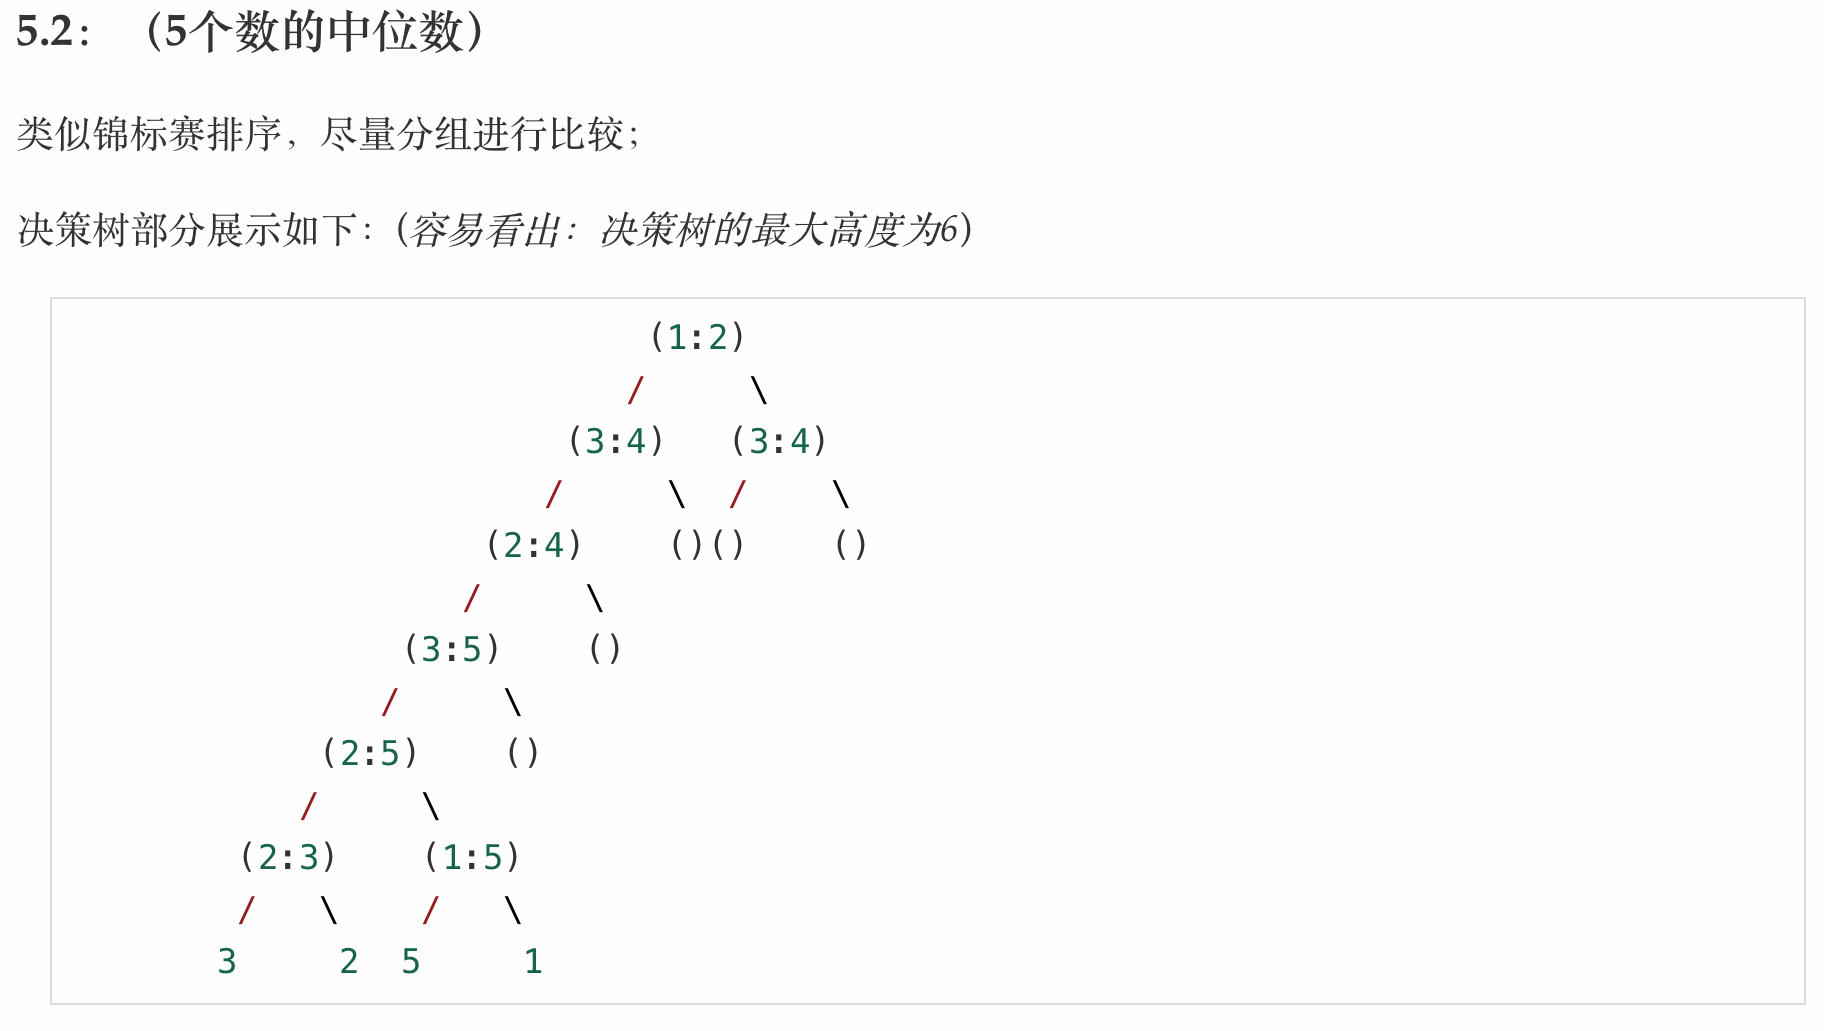 5.2： （5个数的中位数）
类似锦标赛排序，尽量分组进行比较；
决策树部分展示如下：(容易看出：决策树的最大高度为6)
(1:2)
/ \
(3:4) (3:4)
/ \ / \
(2:4) ()() ()
/ \
(3:5) ()
/ \
(2:5) ()
/ \
(2:3) (1:5)
/ \ / \
3 2 5 1